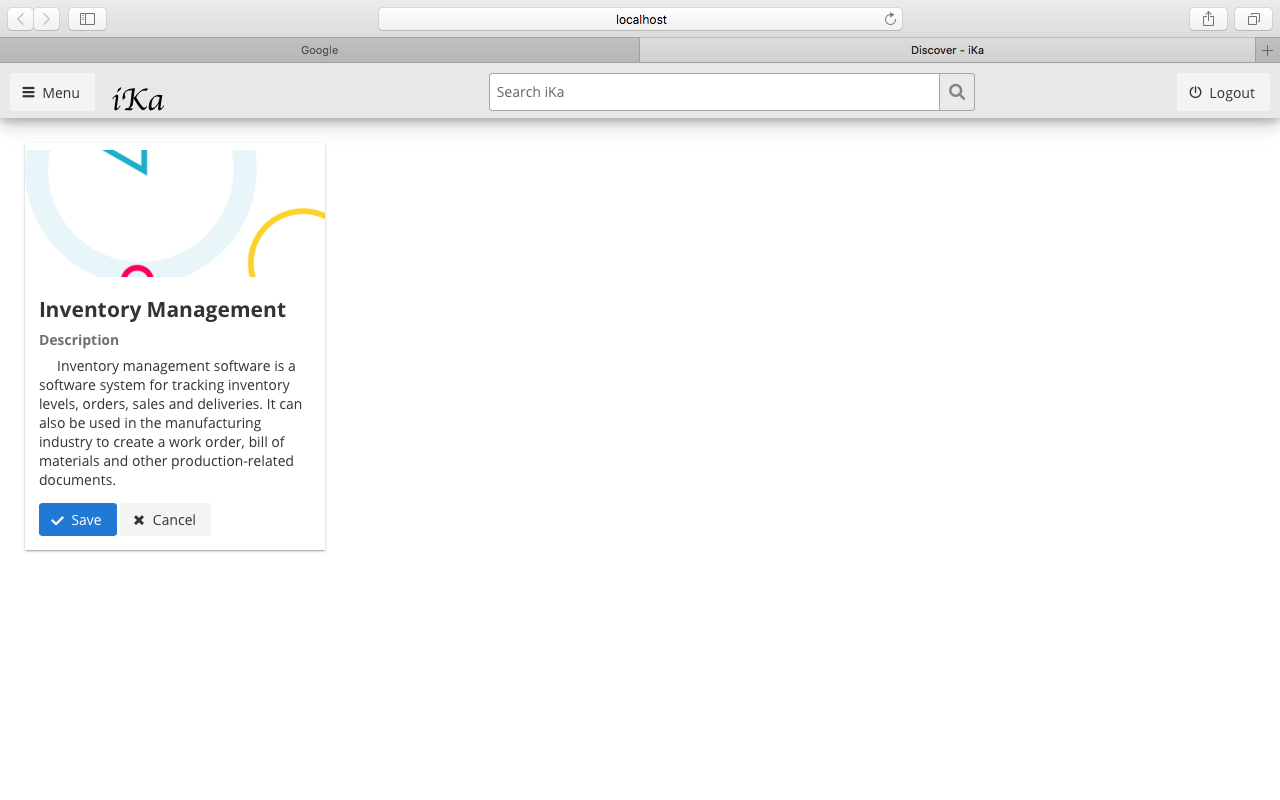 localhost
Google
Discover - iKa
Menu
iKa
Search iKa
Logout
Inventory Management
Description
Inventory management software is a
software system for tracking inventory
levels, orders, sales and deliveries. It can
also be used in the manufacturing
industry to create a work order, bill of
materials and other production-related
documents.
Save
Cancel